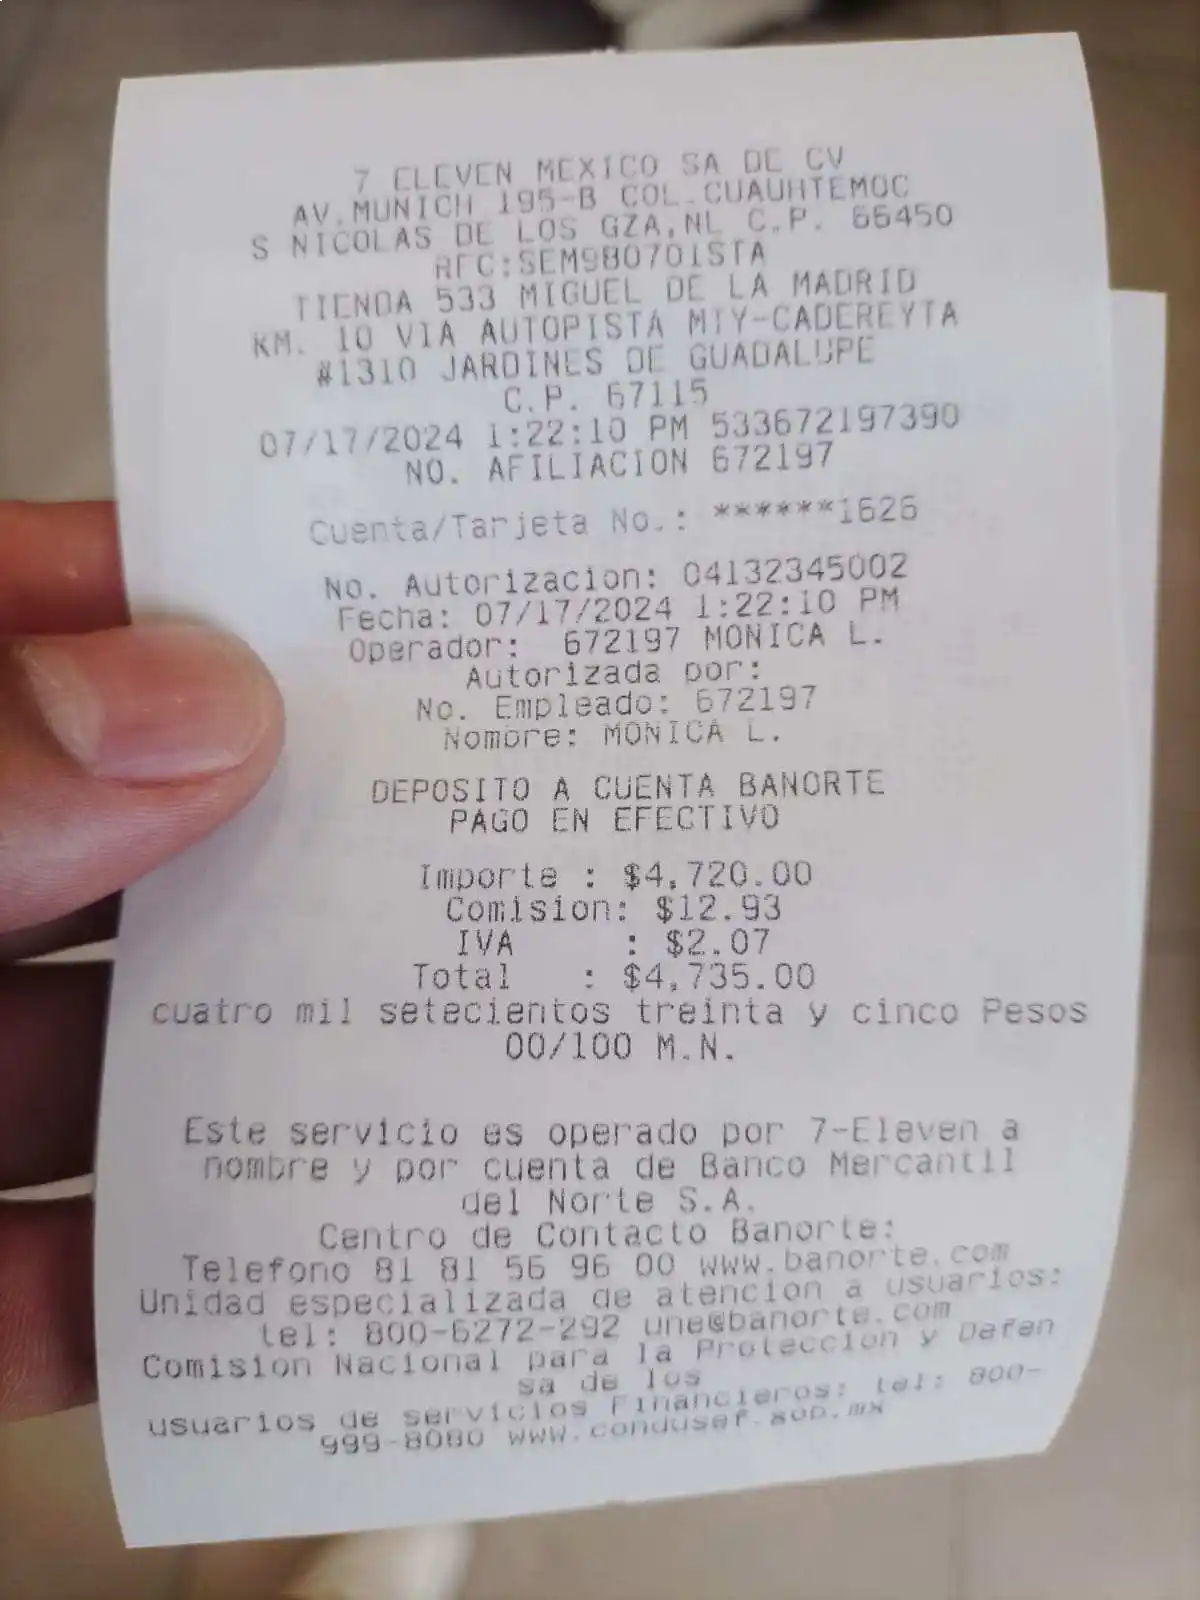 7 ELEVEN MEXICO SA DE CV
AV.MUNICH 195-B COL.CUAUHTEMOC
S NICOLAS DE LOS GZA,NL C.P. 66450
RFC:SEM980701STA
TIENDA 533 MIGUEL DE LA MADRID
KM. 10 VIA AUTOPISTA MTY-CADEREYTA
#1310 JARDINES DE GUADALUPE
C.P. 67115
07/17/2024 1:22:10 PM 533672197390
NO. AFILIACION 672197
Cuenta/Tarjeta No.: ******1626
No. Autorizacion: 04132345002
Fecha: 07/17/2024 1:22:10 PM
Operador: 672197 MONICA L.
Autorizada por:
No. Empleado: 672197
Nombre: MONICA L.
DEPOSITO A CUENTA BANORTE
PAGO EN EFECTIVO
Importe : $4,720.00
Comision: $12.93
IVA : $2.07
Total : $4,735.00
cuatro mil setecientos treinta y cinco Pesos
00/100 M.N.
Este servicio es operado por 7-Eleven a
nombre y por cuenta de Banco Mercantil
del Norte S.A.
Centro de Contacto Banorte:
Telefono 81 81 56 96 00 www.banorte.com
Unidad especializada de atencion a usuarios:
tel: 800-6272-292 une@banorte.com
Comision Nacional para la Proteccion y Defen
sa de los
usuarios de servicios Financieros: tel: 800-
999-8080 www.condusef.gob.mx